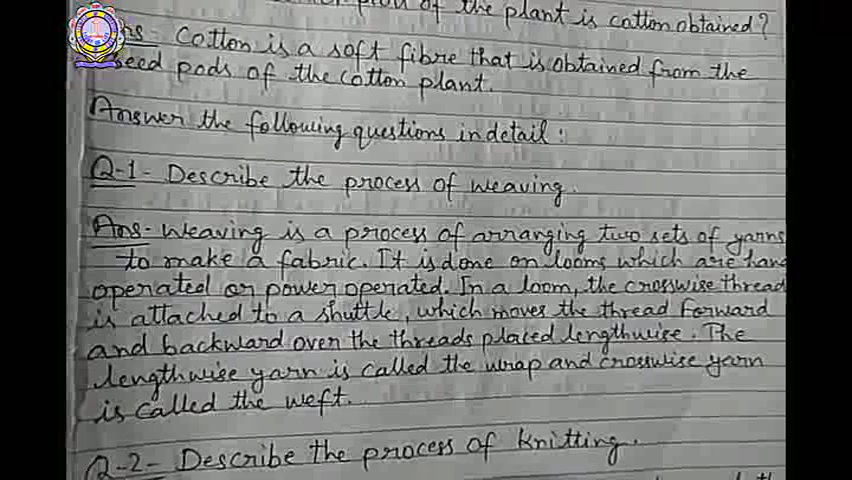 of the plant is cotton obtained?
Ans- Cotton is a soft fibre that is obtained from the
seed pods of the cotton plant.
Answer the following questions in detail:
Q-1- Describe the process of weaving.
Ans- Weaving is a process of arranging two sets of yarns
to make a fabric. It is done on looms which are hand
operated or power operated. In a loom, the crosswise thread
is attached to a shuttle, which moves the thread forward
and backward over the threads placed lengthwise. The
lengthwise yarn is called the wrap and crosswise yarn
is called the weft.
Q-2- Describe the process of knitting.